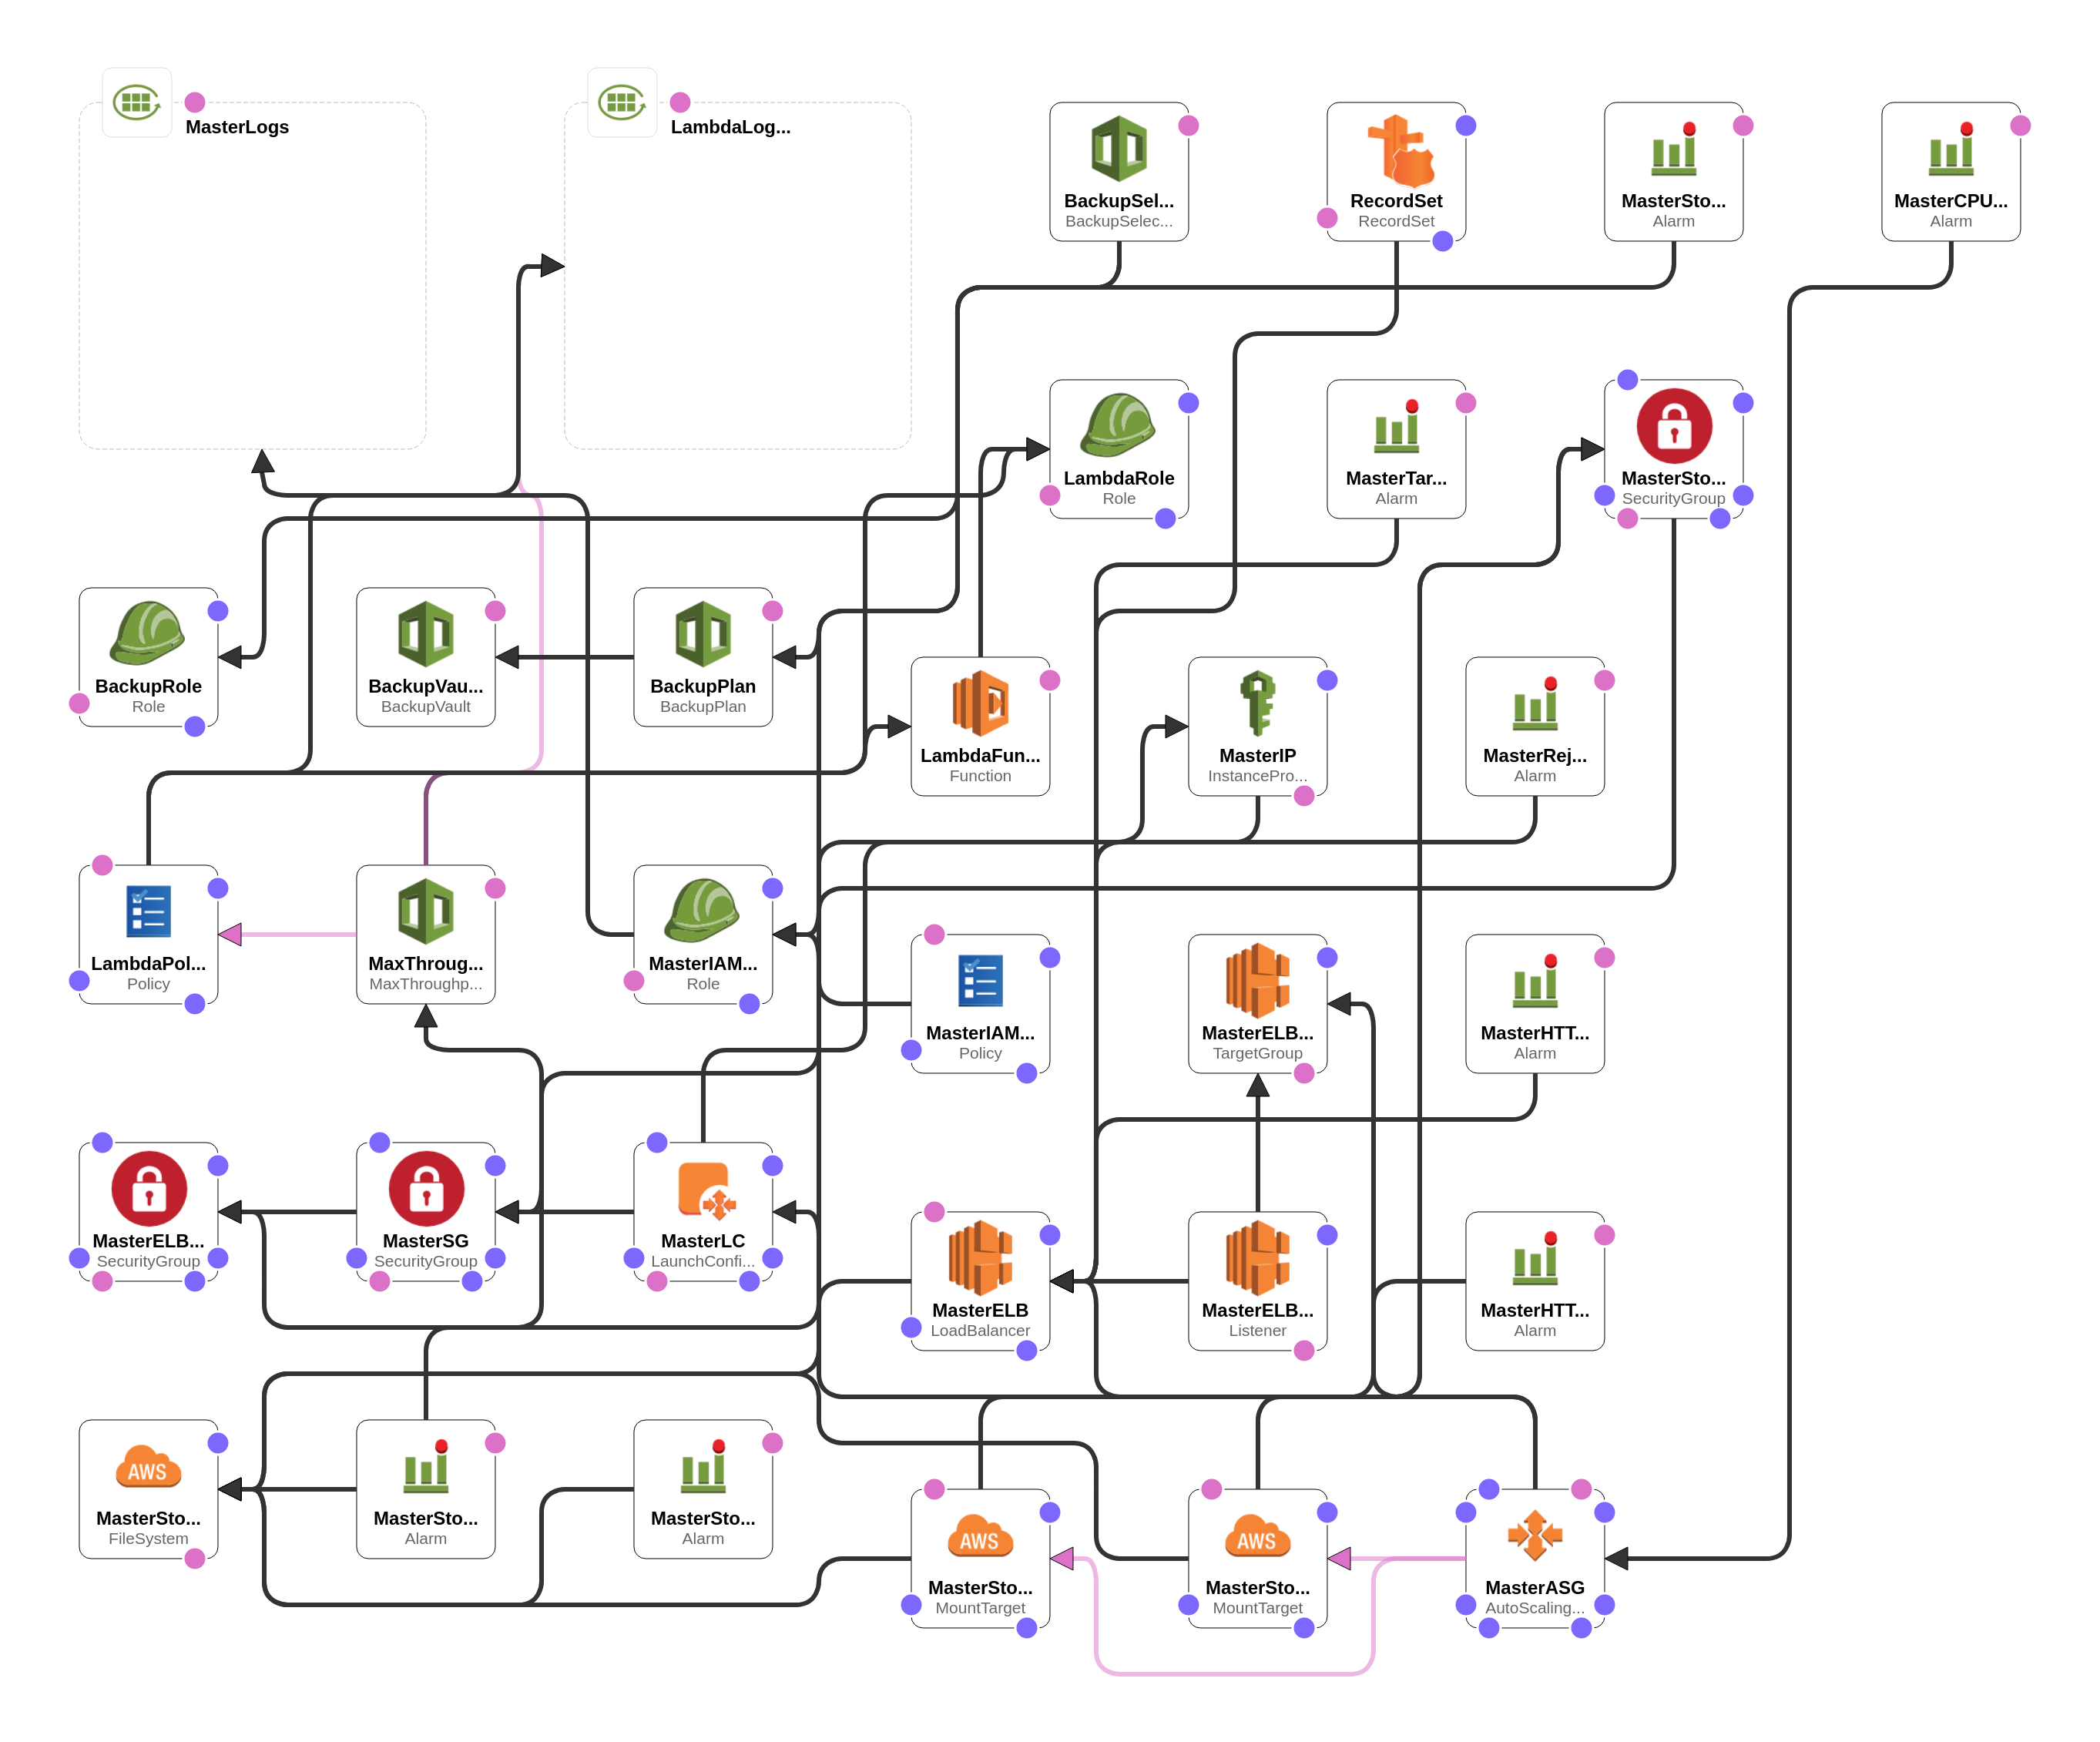 MasterLogs
LambdaLog...
BackupSel...
BackupSelec...
RecordSet
RecordSet
MasterSto...
Alarm
MasterCPU...
Alarm
LambdaRole
Role
MasterTar...
Alarm
MasterSto...
SecurityGroup
BackupRole
Role
BackupVau...
BackupVault
BackupPlan
BackupPlan
LambdaFun...
Function
MasterIP
InstancePro...
MasterRej...
Alarm
LambdaPol...
Policy
MaxThroug...
MaxThroughp...
MasterIAM...
Role
MasterIAM...
Policy
MasterELB...
TargetGroup
MasterHTT...
Alarm
MasterELB...
SecurityGroup
MasterSG
SecurityGroup
MasterLC
LaunchConfi...
MasterELB
LoadBalancer
MasterELB...
Listener
MasterHTT...
Alarm
AWS
MasterSto...
FileSystem
MasterSto...
Alarm
MasterSto...
Alarm
AWS
MasterSto...
MountTarget
AWS
MasterSto...
MountTarget
MasterASG
AutoScaling...